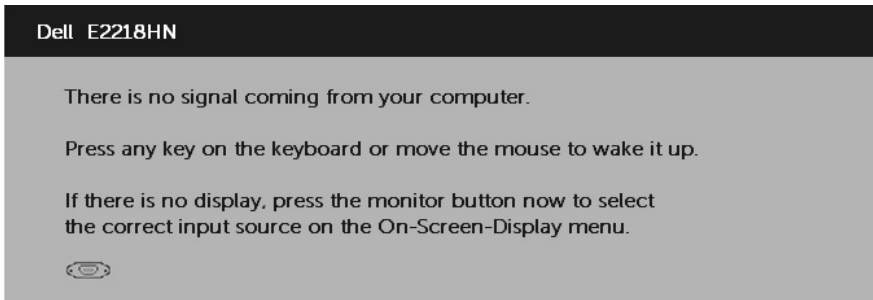 Dell E2218HN
There is no signal coming from your computer.
Press any key on the keyboard or move the mouse to wake it up.
If there is no display, press the monitor button now to select
the correct input source on the On-Screen-Display menu.